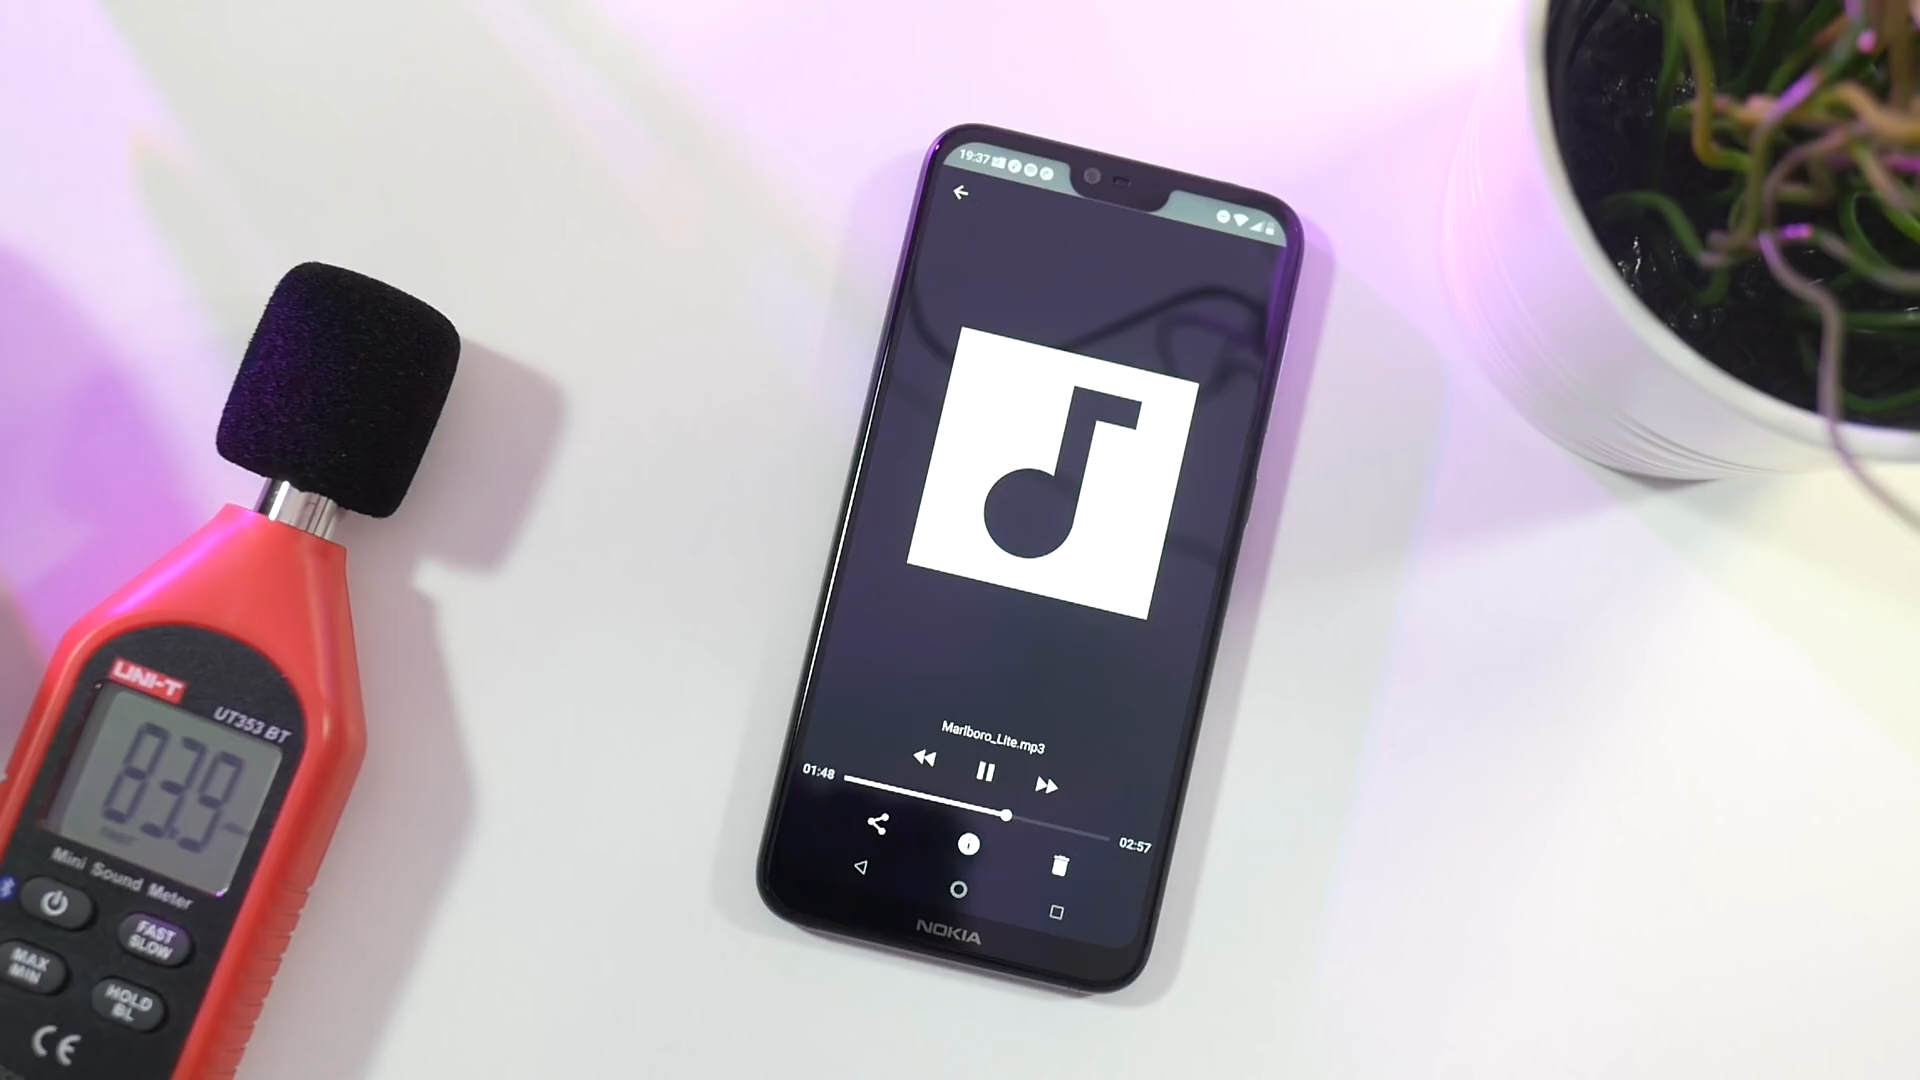 19:37
Marlboro_Lite.mp3
01:48
02:57
NOKIA
UNI-T
UT353 BT
83.9
Mini Sound Meter
FAST
SLOW
MAX
MIN
HOLD
BL
CE